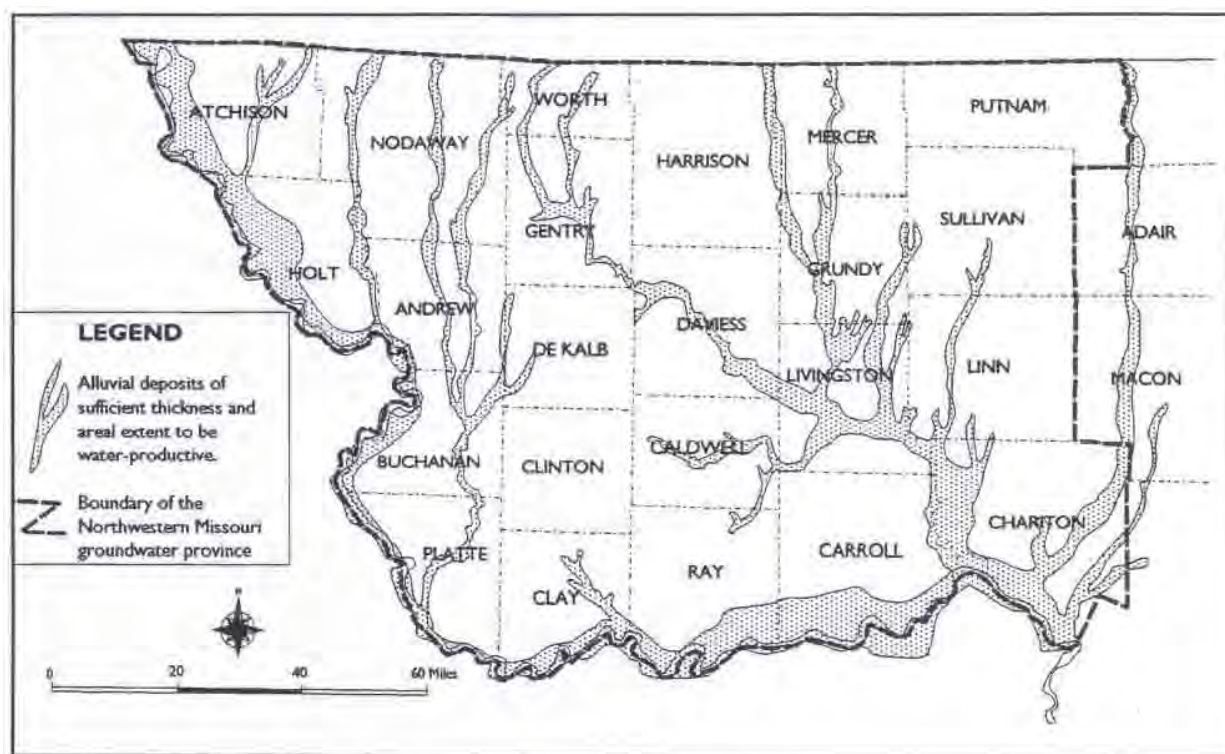 ATCHISON
WORTH
PUTNAM
NODAWAY
MERCER
HARRISON
SULLIVAN
GENTRY
ADAIR
HOLT
GRUNDY
ANDREW
DAVIESS
DE KALB
LINN
LIVINGSTON
MACON
CALDWELL
BUCHANAN
CLINTON
CHARITON
PLATTE
CARROLL
RAY
CLAY
LEGEND
Alluvial deposits of
sufficient thickness and
areal extent to be
water-productive.
Boundary of the
Northwestern Missouri
groundwater province
N
0 20 40 60 Miles